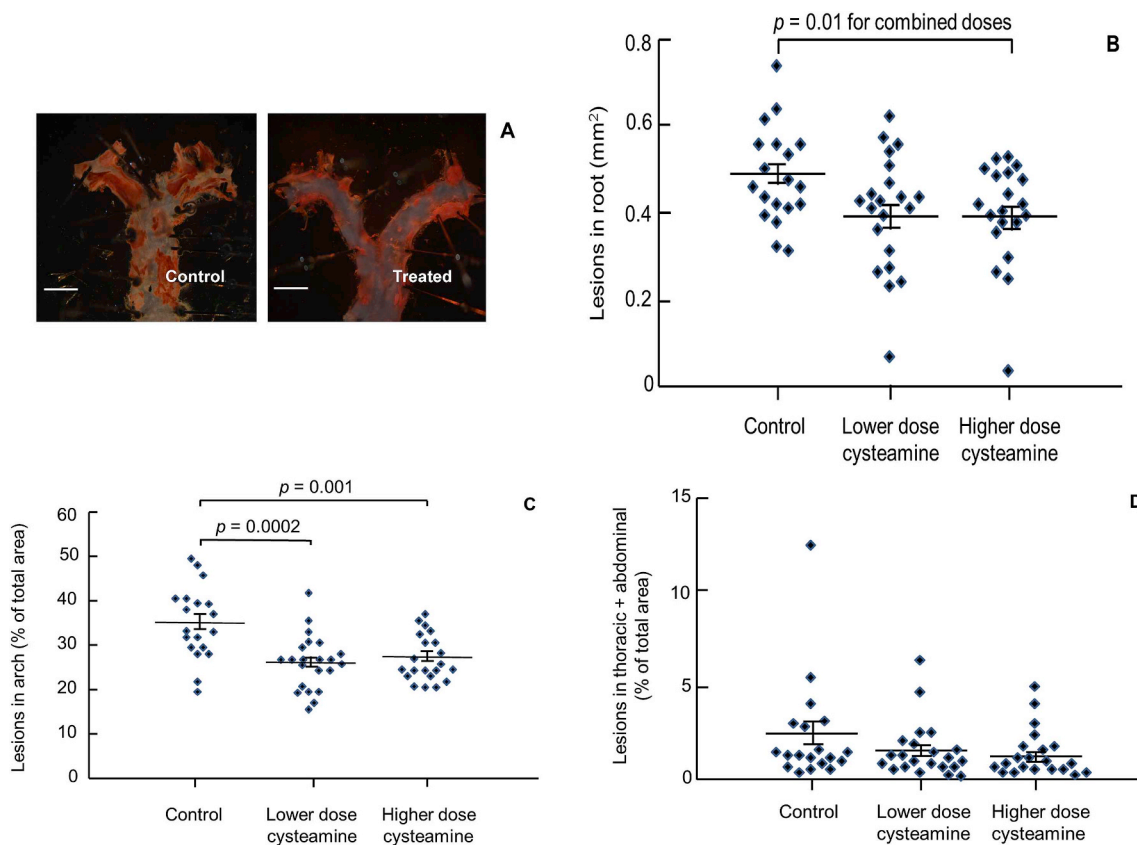 A
Control
Treated
B
p = 0.01 for combined doses
Lesions in root (mm²)
0.8
0.6
0.4
0.2
0
Control
Lower dose
cysteamine
Higher dose
cysteamine
C
p = 0.001
p = 0.0002
Lesions in arch (% of total area)
60
50
40
30
20
10
0
Control
Lower dose
cysteamine
Higher dose
cysteamine
D
Lesions in thoracic + abdominal
(% of total area)
15
10
5
0
Control
Lower dose
cysteamine
Higher dose
cysteamine